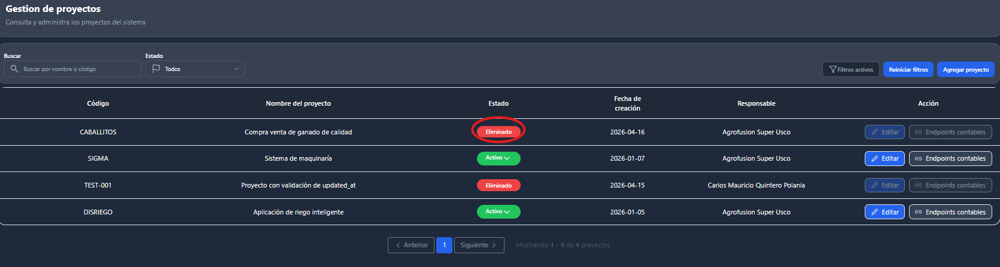 Gestion de proyectos
Consulta y administra los proyectos del sistema
Buscar
Estado
Buscar por nombre o código
Todos
Filtros activos
Reiniciar filtros
Agregar proyecto
Código
Nombre del proyecto
Estado
Fecha de
creación
Responsable
Acción
CABALLITOS
Compra venta de ganado de calidad
Eliminado
2026-04-16
Agrofusion Super Usco
Editar
Endpoints contables
SIGMA
Sistema de maquinaría
Activo
2026-01-07
Agrofusion Super Usco
Editar
Endpoints contables
TEST-001
Proyecto con validación de updated_at
Eliminado
2026-04-15
Carlos Mauricio Quintero Polania
Editar
Endpoints contables
DISRIEGO
Aplicación de riego inteligente
Activo
2026-01-05
Agrofusion Super Usco
Editar
Endpoints contables
Anterior
1
Siguiente
Mostrando 1 - 4 de 4 proyectos